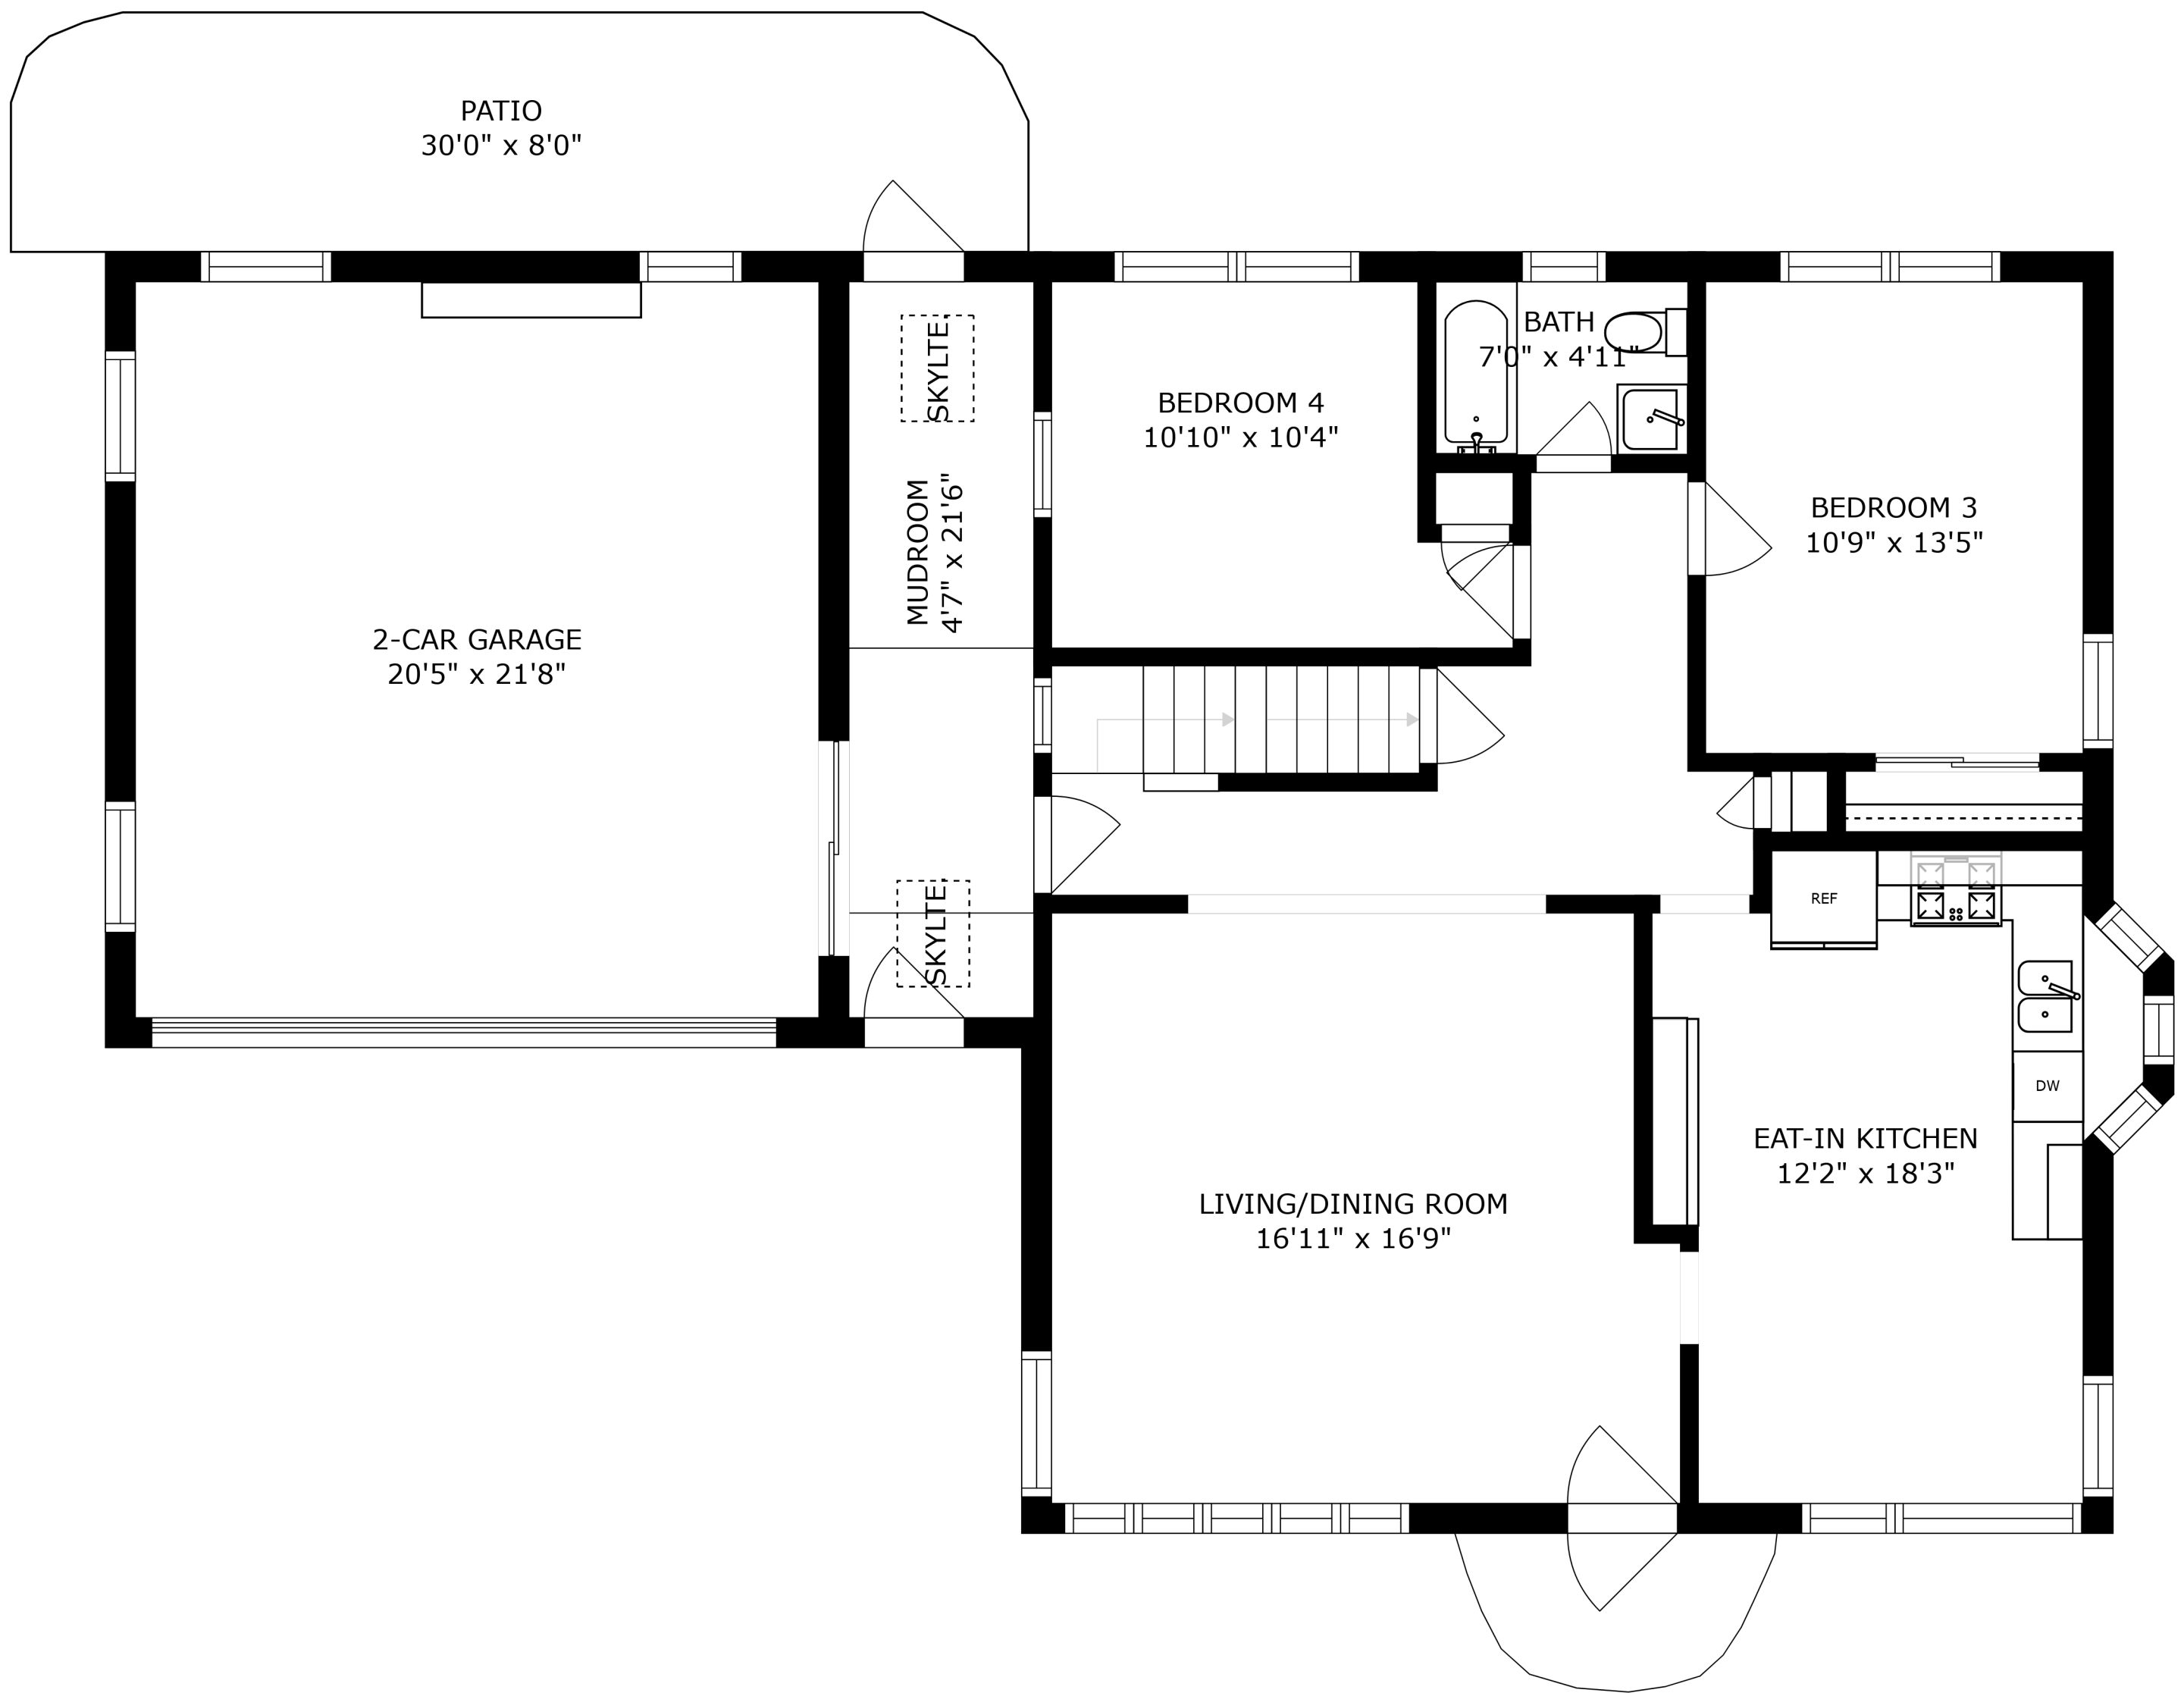 PATIO
30'0" x 8'0"
SKYLTE.
BATH
7'0" x 4'11"
BEDROOM 4
10'10" x 10'4"
MUDROOM
4'7" x 21'6"
BEDROOM 3
10'9" x 13'5"
2-CAR GARAGE
20'5" x 21'8"
SKYLTE.
REF
DW
EAT-IN KITCHEN
12'2" x 18'3"
LIVING/DINING ROOM
16'11" x 16'9"